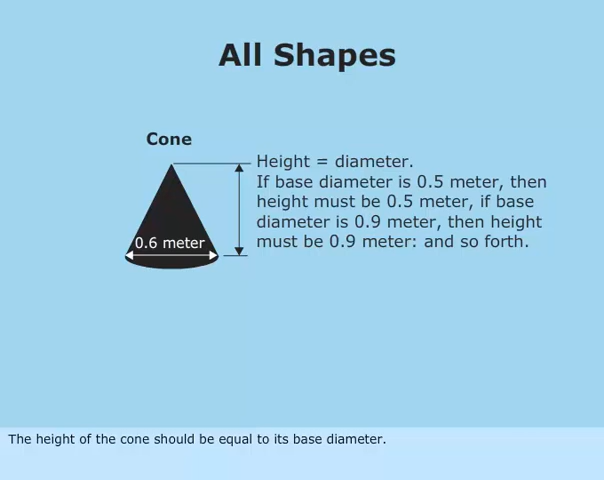 All Shapes
Cone
Height = diameter.
If base diameter is 0.5 meter, then
height must be 0.5 meter, if base
diameter is 0.9 meter, then height
must be 0.9 meter: and so forth.
0.6 meter
The height of the cone should be equal to its base diameter.